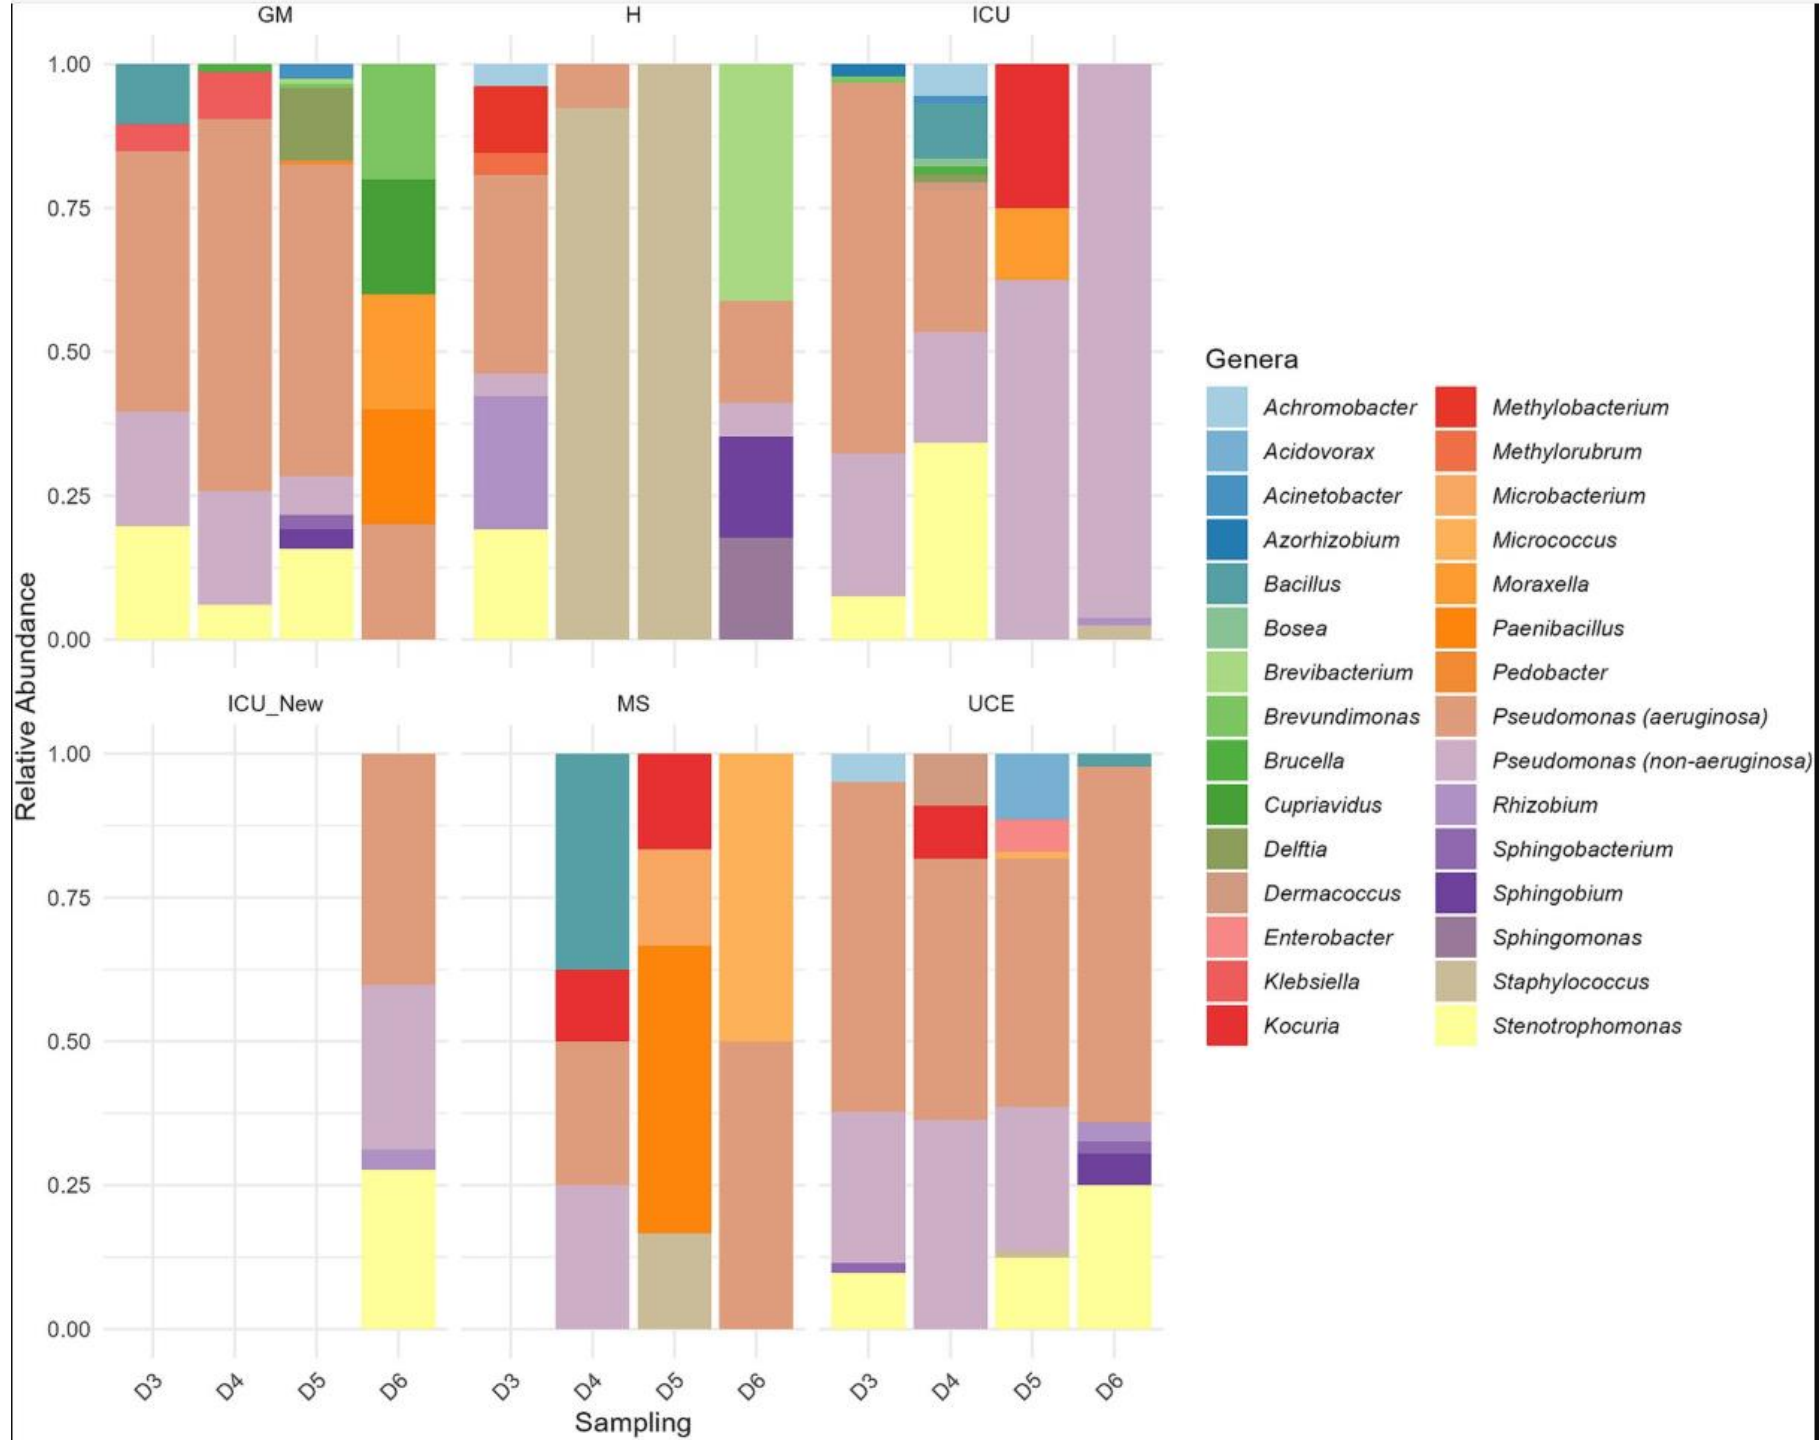 GM H ICU
1.00
0.75
0.50
0.25
0.00
ICU_New MS UCE
1.00
0.75
0.50
0.25
0.00
D3 D4 D5 D6 D3 D4 D5 D6 D3 D4 D5 D6
Sampling
Relative Abundance
Genera
Achromobacter
Acidovorax
Acinetobacter
Azorhizobium
Bacillus
Bosea
Brevibacterium
Brevundimonas
Brucella
Cupriavidus
Delftia
Dermacoccus
Enterobacter
Klebsiella
Kocuria
Methylobacterium
Methylorubrum
Microbacterium
Micrococcus
Moraxella
Paenibacillus
Pedobacter
Pseudomonas (aeruginosa)
Pseudomonas (non-aeruginosa)
Rhizobium
Sphingobacterium
Sphingobium
Sphingomonas
Staphylococcus
Stenotrophomonas